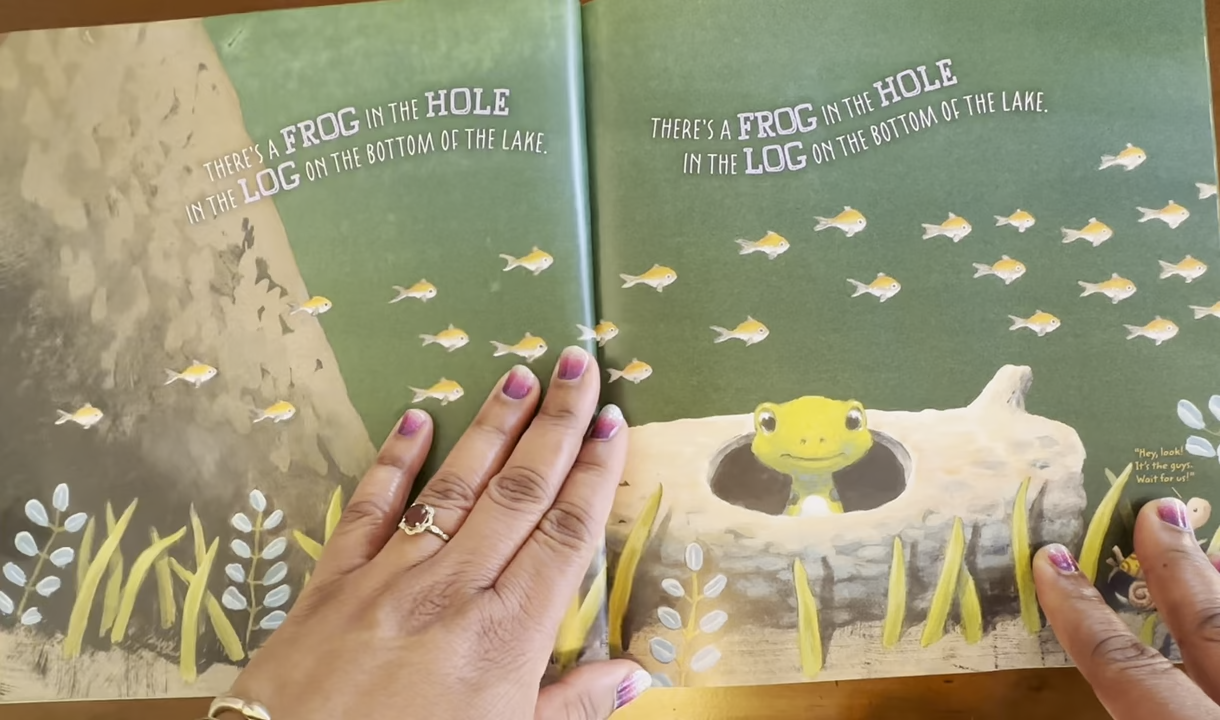 THERE'S A FROG IN THE HOLE
IN THE LOG ON THE BOTTOM OF THE LAKE.
THERE'S A FROG IN THE HOLE
IN THE LOG ON THE BOTTOM OF THE LAKE.
"Hey, look!
It's the guys.
Wait for us!"